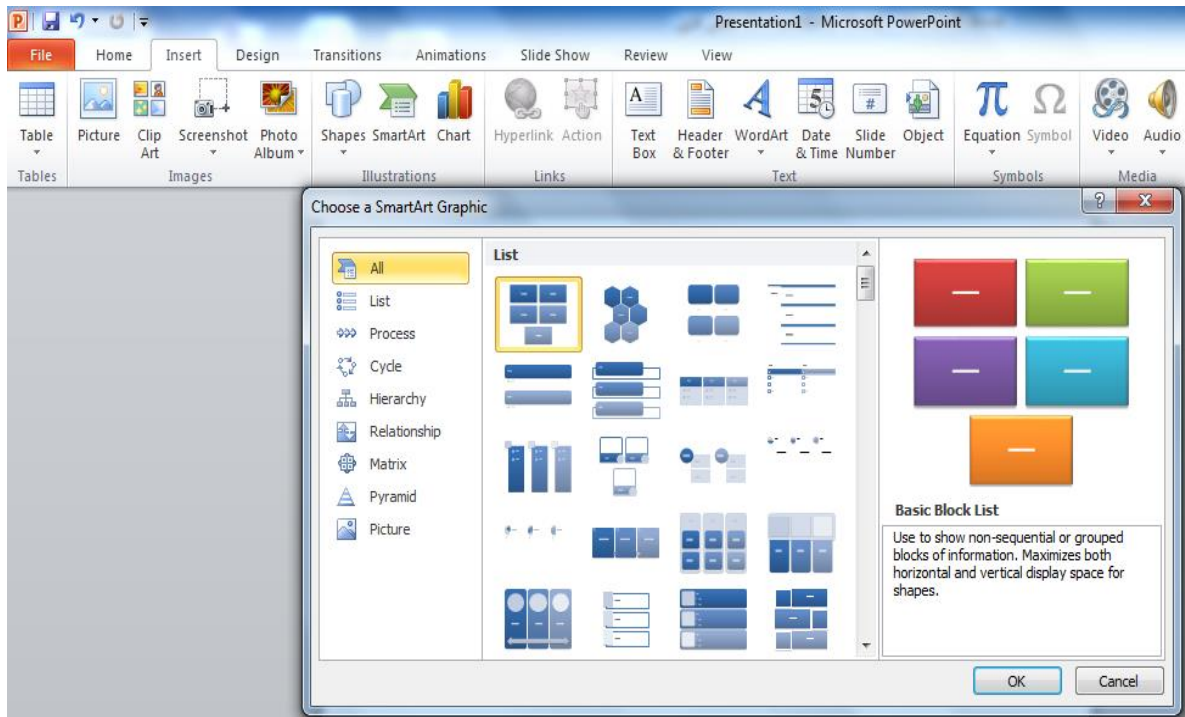 Presentation1 - Microsoft PowerPoint
File Home Insert Design Transitions Animations Slide Show Review View
Table Picture Clip Art Screenshot Photo Album Shapes SmartArt Chart Hyperlink Action Text Box Header & Footer WordArt Date & Time Slide Number Object Equation Symbol Video Audio
Tables Images Illustrations Links Text Symbols Media
Choose a SmartArt Graphic
All
List
Process
Cycle
Hierarchy
Relationship
Matrix
Pyramid
Picture
List
Basic Block List
Use to show non-sequential or grouped
blocks of information. Maximizes both
horizontal and vertical display space for
shapes.
OK Cancel